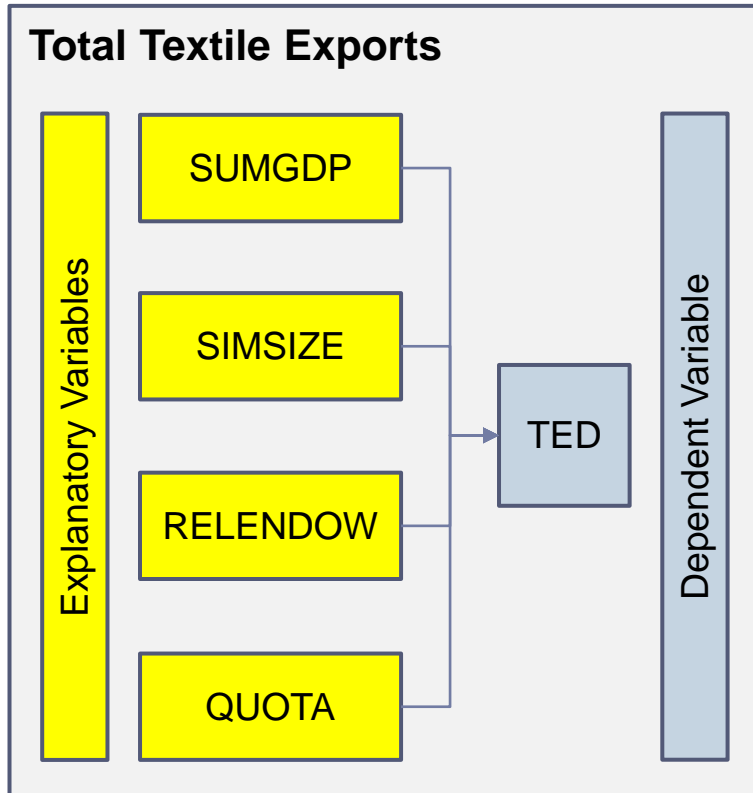 Total Textile Exports
Explanatory Variables
SUMGDP
SIMSIZE
RELENDOW
QUOTA
TED
Dependent Variable